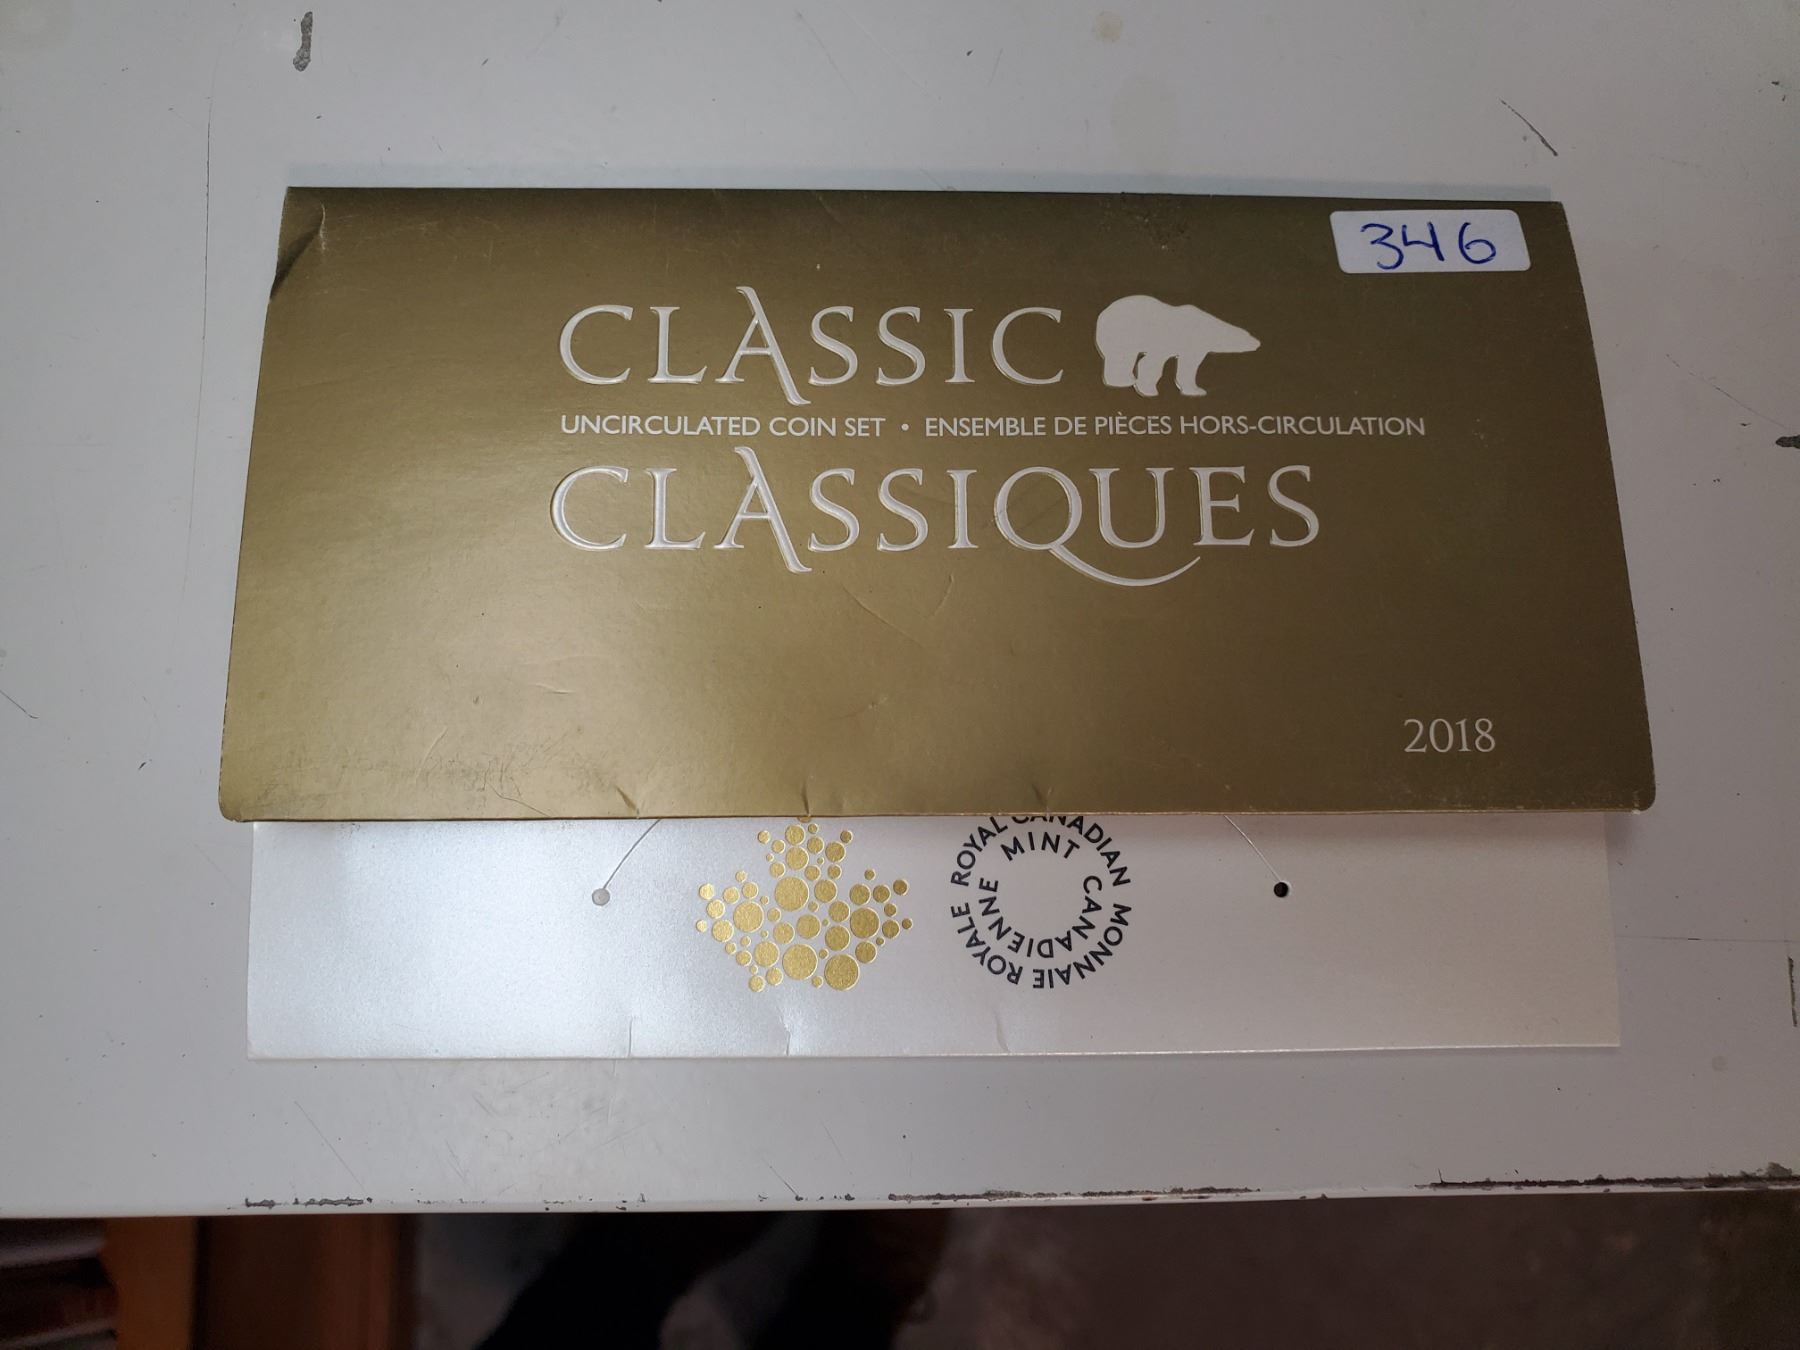 346
CLASSIC
UNCIRCULATED COIN SET • ENSEMBLE DE PIÈCES HORS-CIRCULATION
CLASSIQUES
2018
ROYAL CANADIAN MONNAIE ROYALE
MINT CANADIENNE